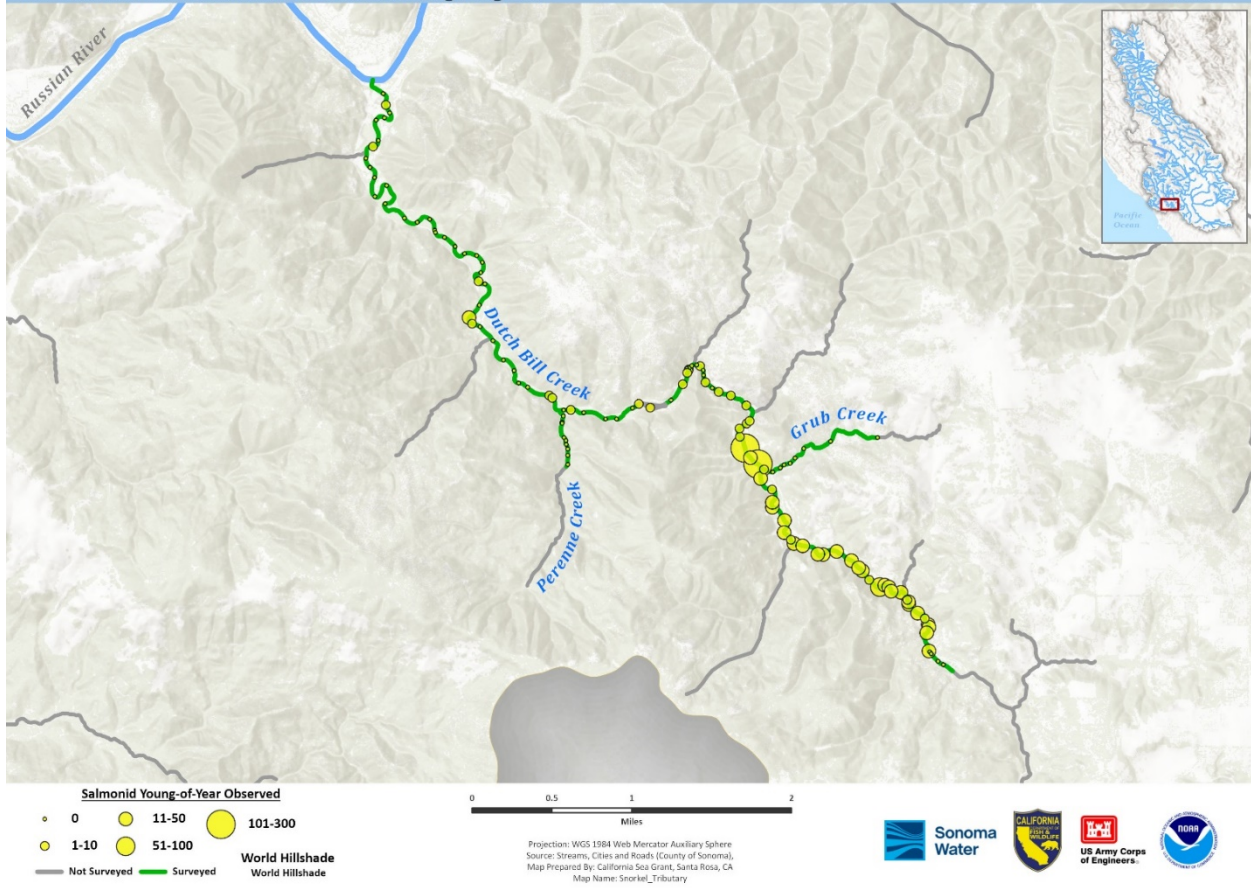 Russian River
Pacific
Ocean
Dutch Bill Creek
Grub Creek
Perenne Creek
Salmonid Young-of-Year Observed
0
11-50
101-300
1-10
51-100
Not Surveyed
Surveyed
World Hillshade
World Hillshade
0
0.5
1
2
Miles
Projection: WGS 1984 Web Mercator Auxiliary Sphere
Source: Streams, Cities and Roads (County of Sonoma),
Map Prepared By: California Sea Grant, Santa Rosa, CA
Map Name: Snorkel_Tributary
Sonoma
Water
CALIFORNIA
FISH &
WILDLIFE
US Army Corps
of Engineers®
NOAA